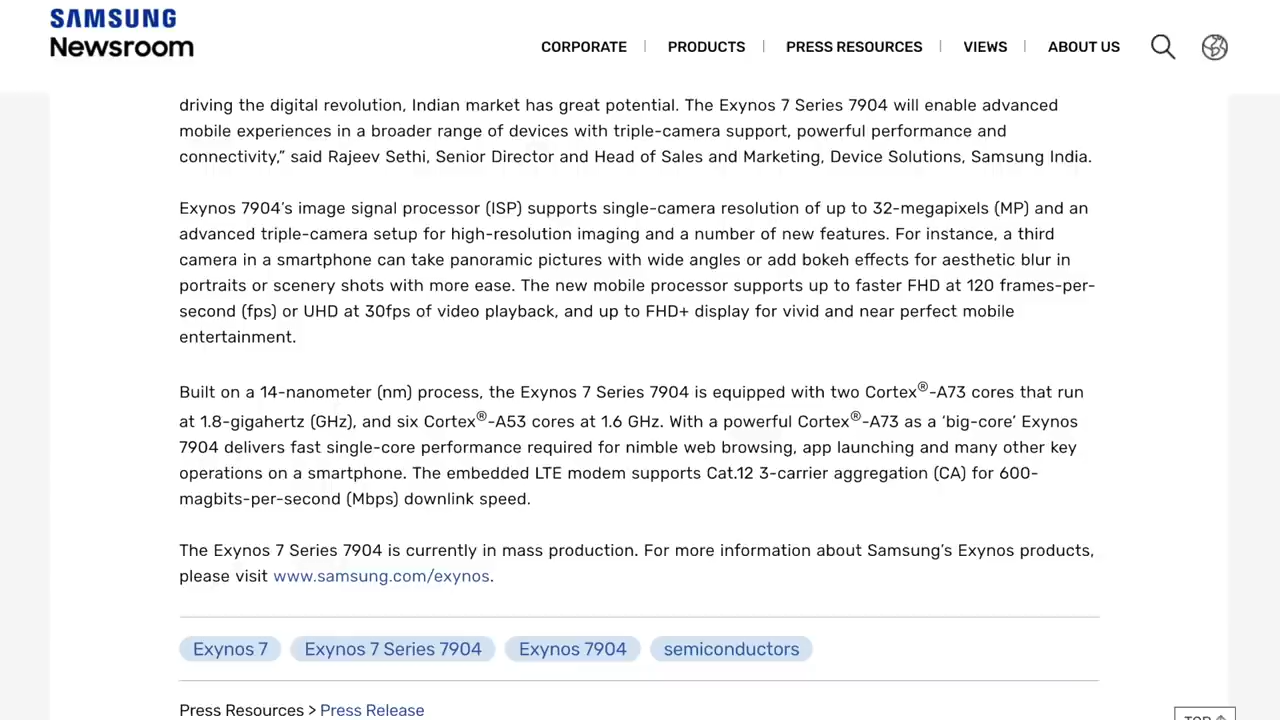 SAMSUNG
Newsroom
CORPORATE | PRODUCTS | PRESS RESOURCES | VIEWS | ABOUT US
driving the digital revolution, Indian market has great potential. The Exynos 7 Series 7904 will enable advanced
mobile experiences in a broader range of devices with triple-camera support, powerful performance and
connectivity,” said Rajeev Sethi, Senior Director and Head of Sales and Marketing, Device Solutions, Samsung India.
Exynos 7904’s image signal processor (ISP) supports single-camera resolution of up to 32-megapixels (MP) and an
advanced triple-camera setup for high-resolution imaging and a number of new features. For instance, a third
camera in a smartphone can take panoramic pictures with wide angles or add bokeh effects for aesthetic blur in
portraits or scenery shots with more ease. The new mobile processor supports up to faster FHD at 120 frames-per-
second (fps) or UHD at 30fps of video playback, and up to FHD+ display for vivid and near perfect mobile
entertainment.
Built on a 14-nanometer (nm) process, the Exynos 7 Series 7904 is equipped with two Cortex®-A73 cores that run
at 1.8-gigahertz (GHz), and six Cortex®-A53 cores at 1.6 GHz. With a powerful Cortex®-A73 as a ‘big-core’ Exynos
7904 delivers fast single-core performance required for nimble web browsing, app launching and many other key
operations on a smartphone. The embedded LTE modem supports Cat.12 3-carrier aggregation (CA) for 600-
magbits-per-second (Mbps) downlink speed.
The Exynos 7 Series 7904 is currently in mass production. For more information about Samsung’s Exynos products,
please visit www.samsung.com/exynos.
Exynos 7 Exynos 7 Series 7904 Exynos 7904 semiconductors
Press Resources > Press Release
TOP